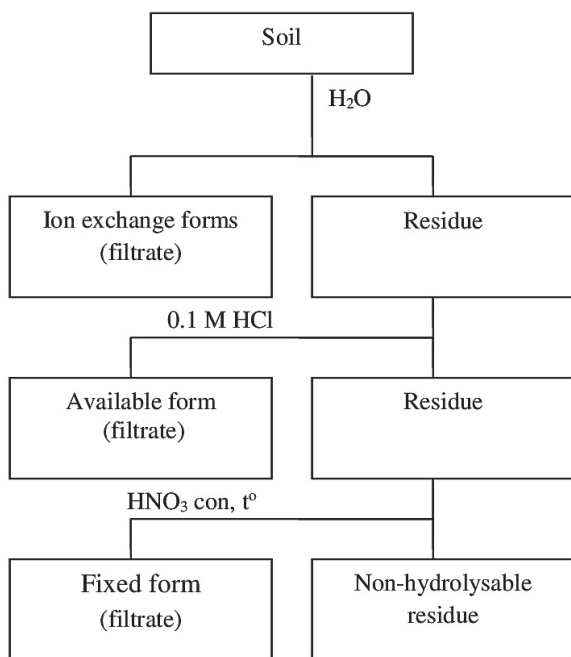 Soil
H₂O
Ion exchange forms
(filtrate)
Residue
0.1 M HCl
Available form
(filtrate)
Residue
HNO₃ con, tº
Fixed form
(filtrate)
Non-hydrolysable
residue